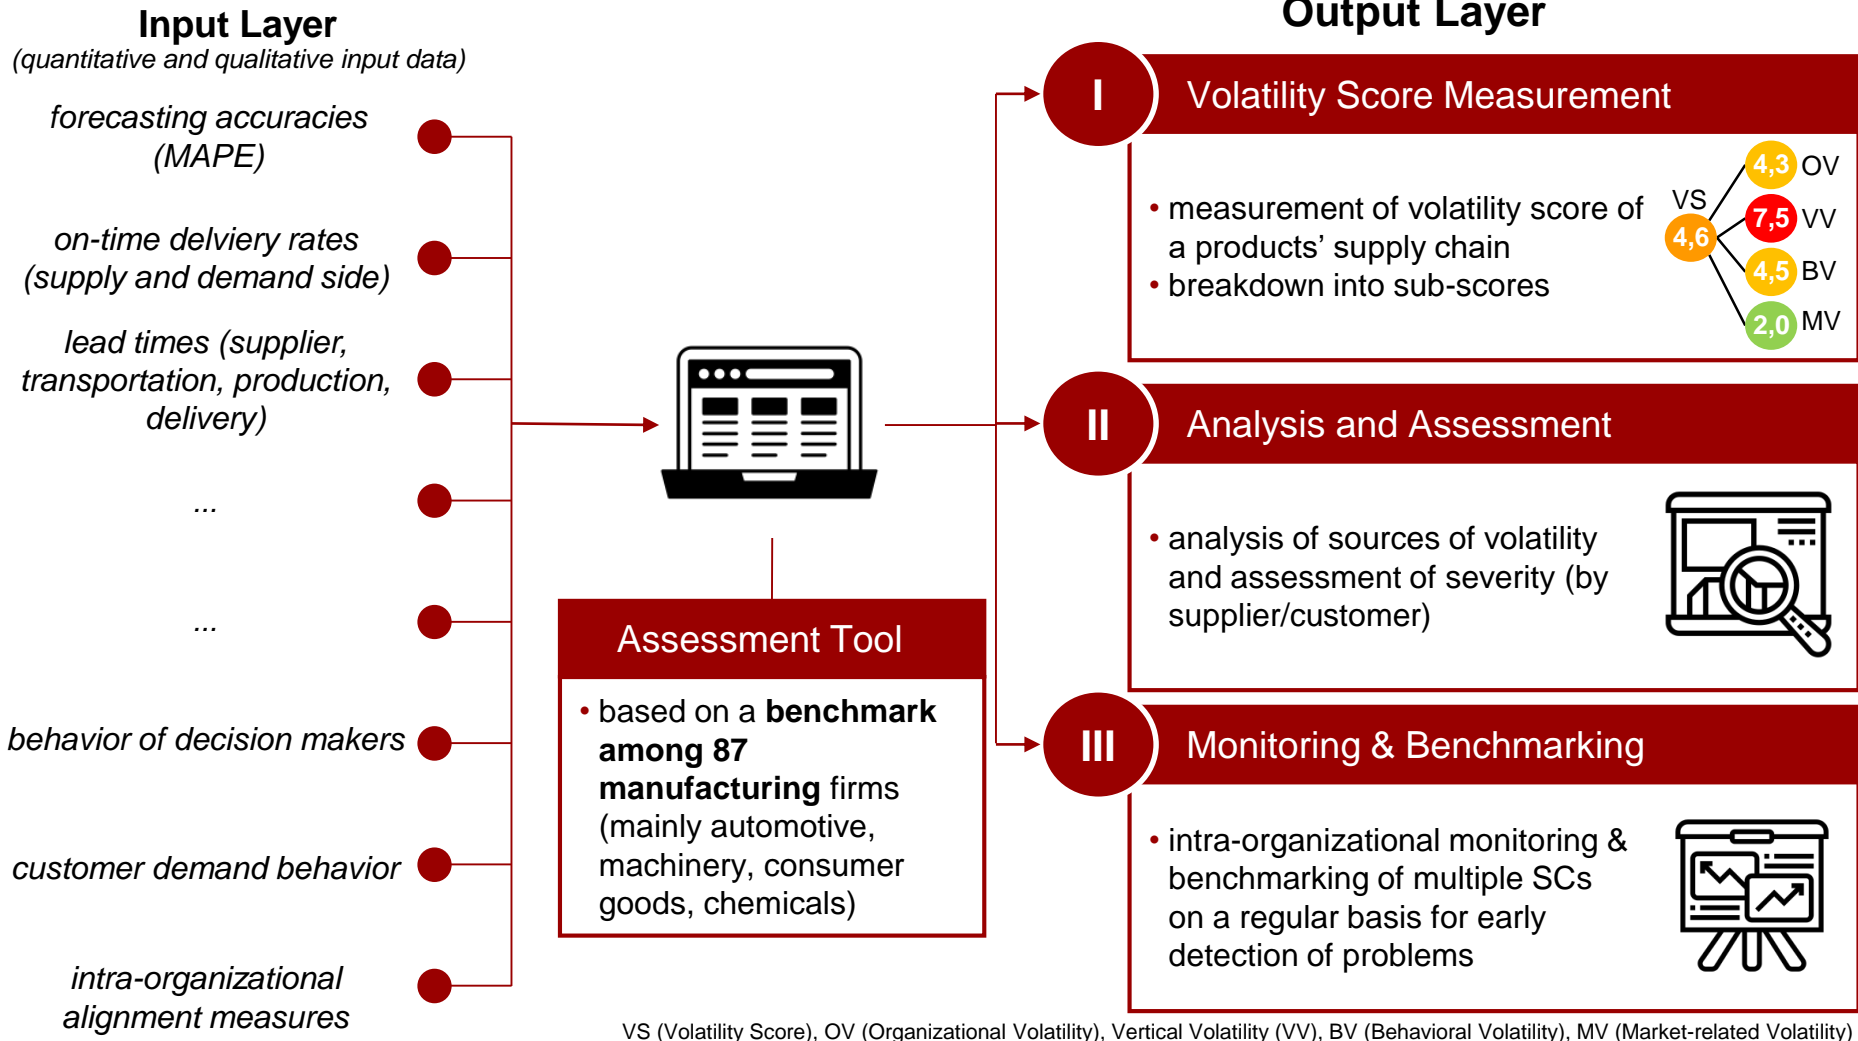 Input Layer
(quantitative and qualitative input data)
forecasting accuracies
(MAPE)
on-time delviery rates
(supply and demand side)
lead times (supplier,
transportation, production,
delivery)
...
...
behavior of decision makers
customer demand behavior
intra-organizational
alignment measures
Assessment Tool
• based on a benchmark
among 87
manufacturing firms
(mainly automotive,
machinery, consumer
goods, chemicals)
Output Layer
I
Volatility Score Measurement
• measurement of volatility score of
a products’ supply chain
• breakdown into sub-scores
VS
4,6
4,3 OV
7,5 VV
4,5 BV
2,0 MV
II
Analysis and Assessment
• analysis of sources of volatility
and assessment of severity (by
supplier/customer)
III
Monitoring & Benchmarking
• intra-organizational monitoring &
benchmarking of multiple SCs
on a regular basis for early
detection of problems
VS (Volatility Score), OV (Organizational Volatility), Vertical Volatility (VV), BV (Behavioral Volatility), MV (Market-related Volatility)